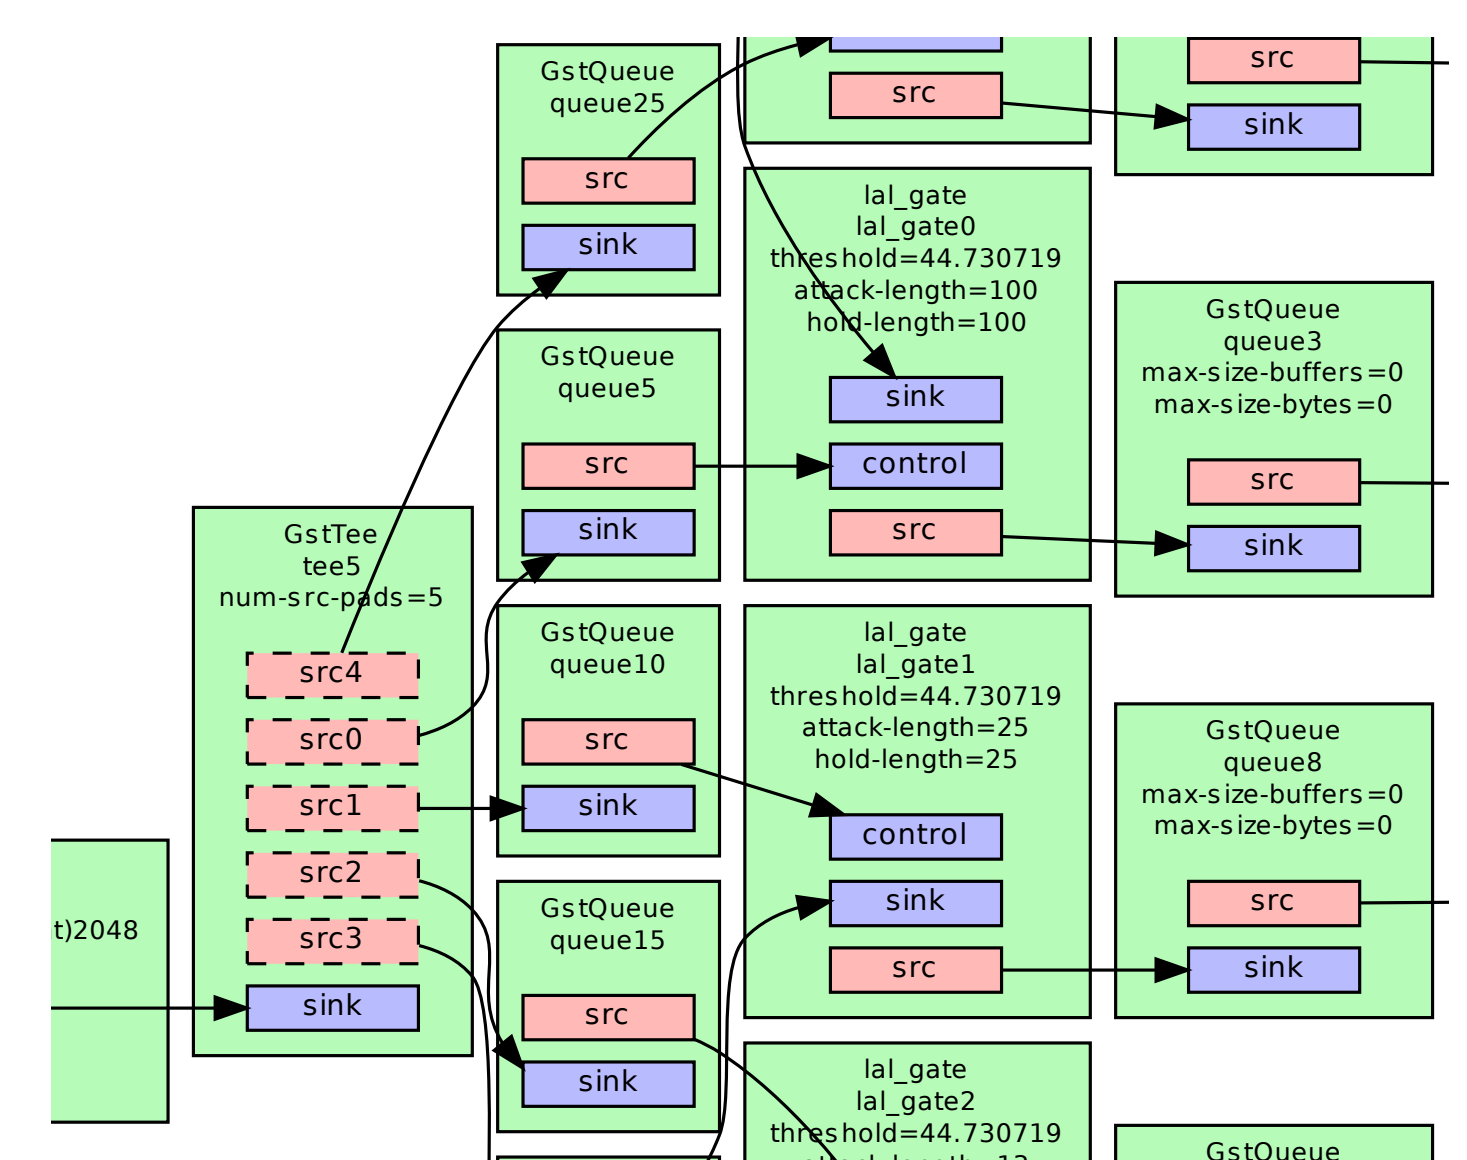 t)2048
GstTee
tee5
num-src-pads=5
src4
src0
src1
src2
src3
sink
GstQueue
queue25
src
sink
GstQueue
queue5
src
sink
GstQueue
queue10
src
sink
GstQueue
queue15
src
sink
src
lal_gate
lal_gate0
threshold=44.730719
attack-length=100
hold-length=100
sink
control
src
lal_gate
lal_gate1
threshold=44.730719
attack-length=25
hold-length=25
control
sink
src
lal_gate
lal_gate2
threshold=44.730719
src
sink
GstQueue
queue3
max-size-buffers=0
max-size-bytes=0
src
sink
GstQueue
queue8
max-size-buffers=0
max-size-bytes=0
src
sink
GstQueue